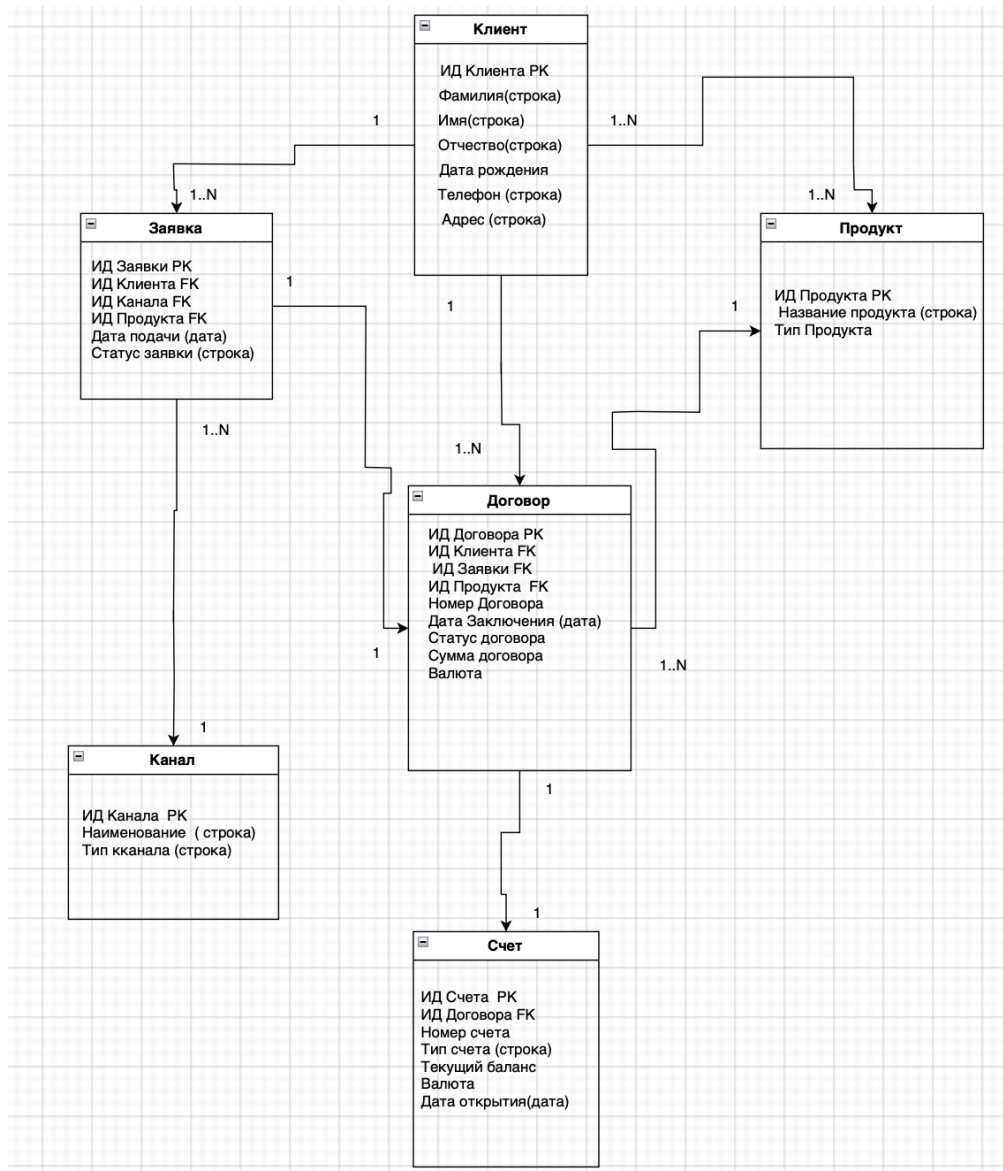 Клиент
ИД Клиента PK
Фамилия(строка)
Имя(строка)
Отчество(строка)
Дата рождения
Телефон (строка)
Адрес (строка)
1
1..N
1..N
1..N
Заявка
ИД Заявки PK
ИД Клиента FK
ИД Канала FK
ИД Продукта FK
Дата подачи (дата)
Статус заявки (строка)
Продукт
ИД Продукта PK
Название продукта (строка)
Тип Продукта
1
1
1
1..N
1..N
Договор
ИД Договора PK
ИД Клиента FK
ИД Заявки FK
ИД Продукта FK
Номер Договора
Дата Заключения (дата)
Статус договора
Сумма договора
Валюта
1
1..N
1
Канал
ИД Канала PK
Наименование ( строка)
Тип кканала (строка)
1
1
Счет
ИД Счета PK
ИД Договора FK
Номер счета
Тип счета (строка)
Текущий баланс
Валюта
Дата открытия(дата)